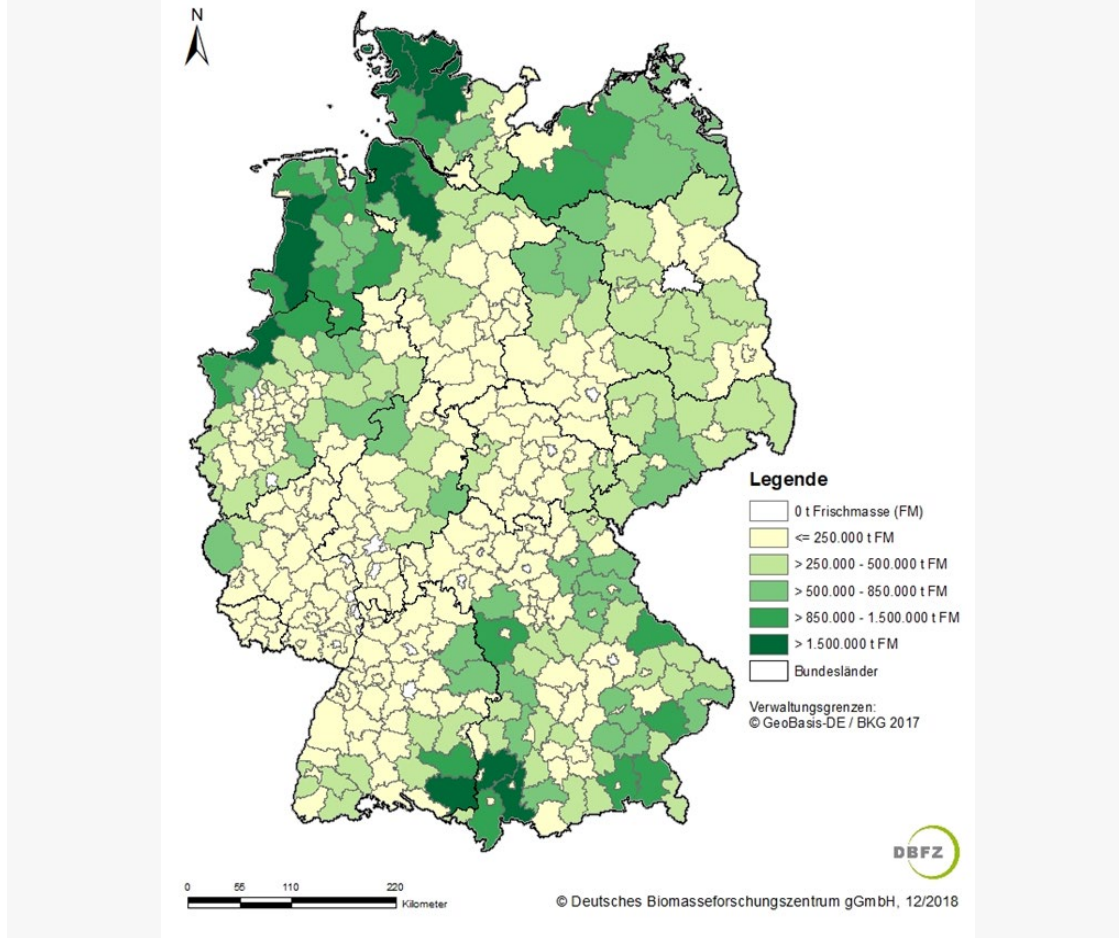 N
Legende
0 t Frischmasse (FM)
<= 250.000 t FM
> 250.000 - 500.000 t FM
> 500.000 - 850.000 t FM
> 850.000 - 1.500.000 t FM
> 1.500.000 t FM
Bundesländer
Verwaltungsgrenzen:
© GeoBasis-DE / BKG 2017
DBFZ
0 55 110 220
Kilometer
© Deutsches Biomasseforschungszentrum gGmbH, 12/2018